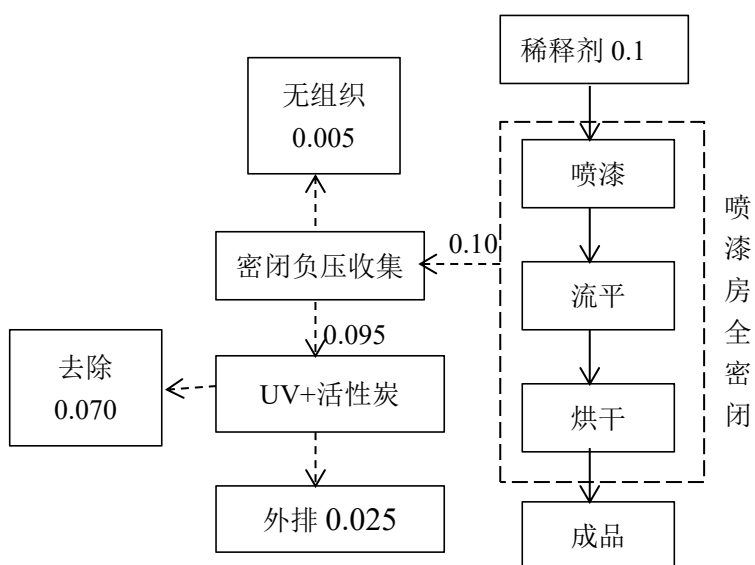 稀释剂 0.1
无组织
0.005
喷漆
0.10
密闭负压收集
流平
0.095
去除
0.070
UV+活性炭
烘干
外排 0.025
成品
喷
漆
房
全
密
闭